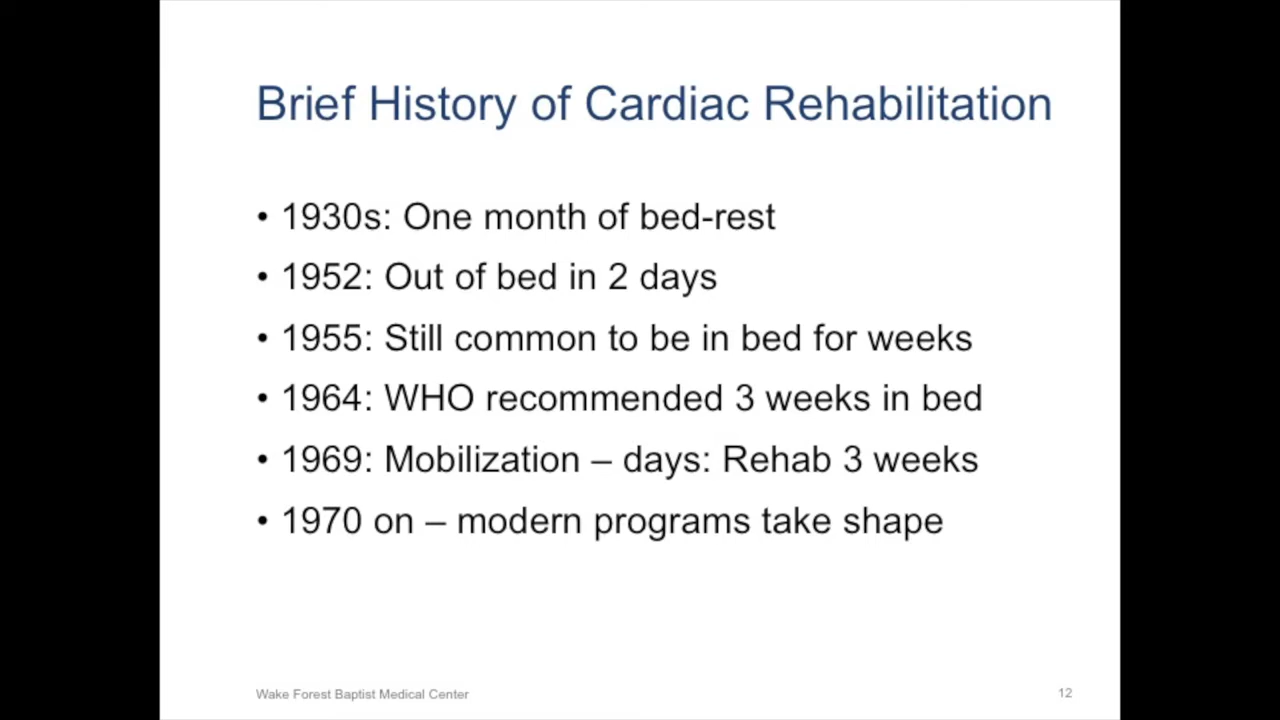 Brief History of Cardiac Rehabilitation
• 1930s: One month of bed-rest
• 1952: Out of bed in 2 days
• 1955: Still common to be in bed for weeks
• 1964: WHO recommended 3 weeks in bed
• 1969: Mobilization – days: Rehab 3 weeks
• 1970 on – modern programs take shape
Wake Forest Baptist Medical Center
12